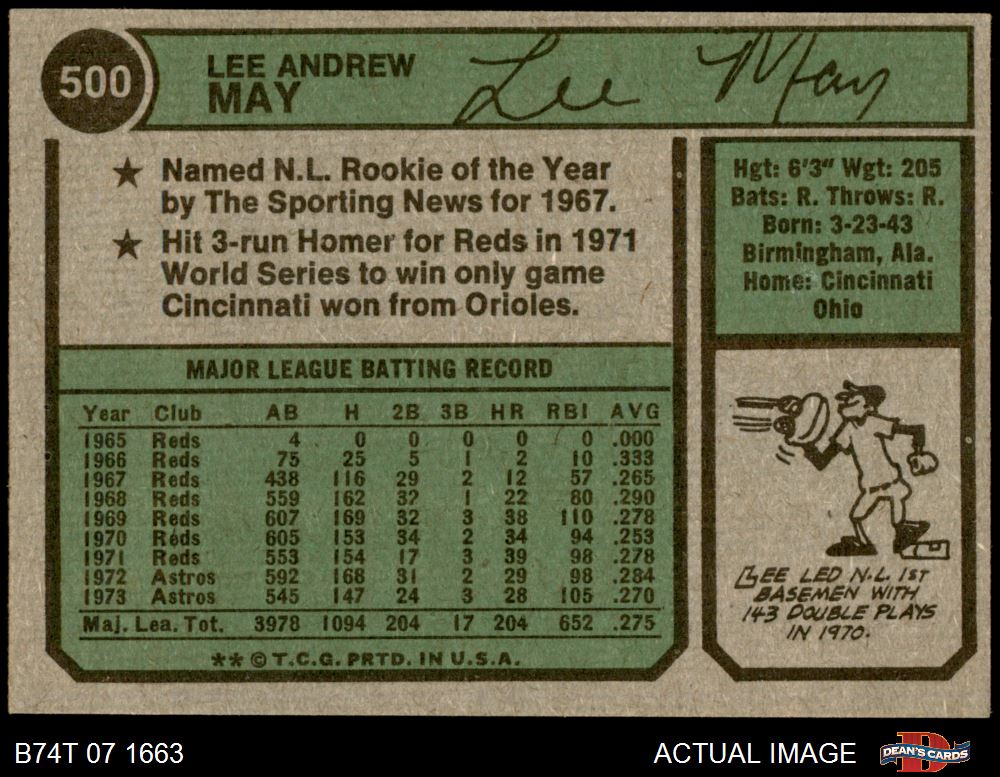 500
LEE ANDREW
MAY
Lee May
★ Named N.L. Rookie of the Year
by The Sporting News for 1967.
★ Hit 3-run Homer for Reds in 1971
World Series to win only game
Cincinnati won from Orioles.
Hgt: 6'3" Wgt: 205
Bats: R. Throws: R.
Born: 3-23-43
Birmingham, Ala.
Home: Cincinnati
Ohio
MAJOR LEAGUE BATTING RECORD
Year Club AB H 2B 3B HR RBI AVG
1965 Reds 4 0 0 0 0 0 .000
1966 Reds 75 25 5 1 2 10 .333
1967 Reds 438 116 29 2 12 57 .265
1968 Reds 559 162 32 1 22 80 .290
1969 Reds 607 169 32 3 38 110 .278
1970 Reds 605 153 34 2 34 94 .253
1971 Reds 553 154 17 3 39 98 .278
1972 Astros 592 168 31 2 29 98 .284
1973 Astros 545 147 24 3 28 105 .270
Maj. Lea. Tot. 3978 1094 204 17 204 652 .275
** © T.C.G. PRTD. IN U.S.A.
LEE LED N.L. 1ST
BASEMEN WITH
143 DOUBLE PLAYS
IN 1970.
B74T 07 1663
ACTUAL IMAGE
DEAN'S CARDS